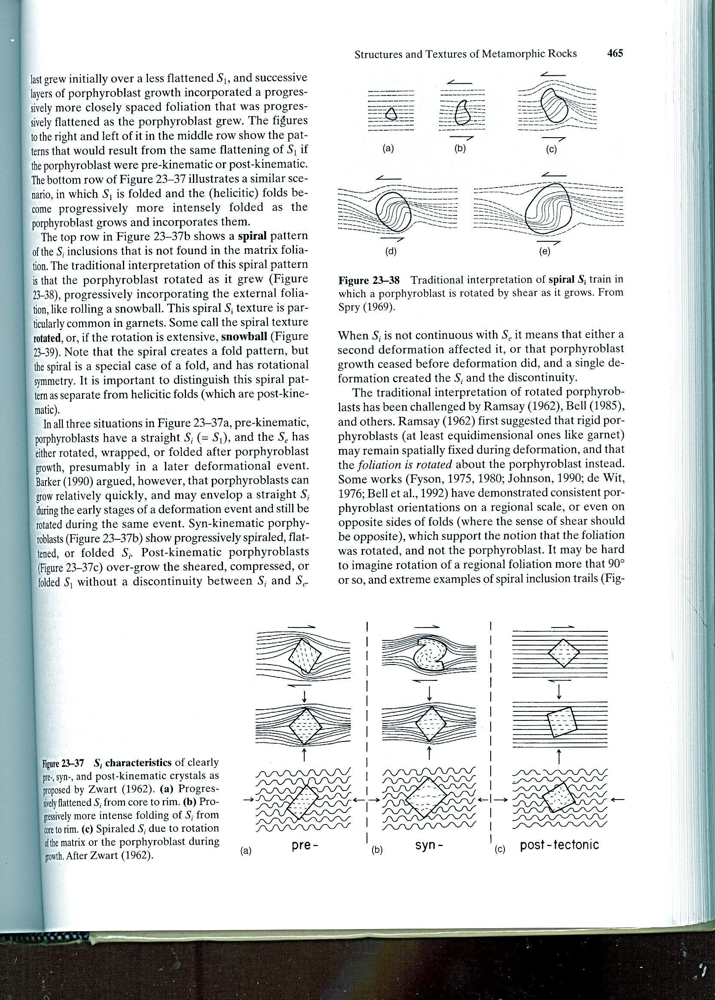 Structures and Textures of Metamorphic Rocks 465
last grew initially over a less flattened S₁, and successive
layers of porphyroblast growth incorporated a progres-
sively more closely spaced foliation that was progres-
sively flattened as the porphyroblast grew. The figures
to the right and left of it in the middle row show the pat-
terns that would result from the same flattening of S₁ if
the porphyroblast were pre-kinematic or post-kinematic.
The bottom row of Figure 23–37 illustrates a similar sce-
nario, in which S₁ is folded and the (helicitic) folds be-
come progressively more intensely folded as the
porphyroblast grows and incorporates them.
The top row in Figure 23–37b shows a spiral pattern
of the Sᵢ inclusions that is not found in the matrix folia-
tion. The traditional interpretation of this spiral pattern
is that the porphyroblast rotated as it grew (Figure
23–38), progressively incorporating the external folia-
tion, like rolling a snowball. This spiral Sᵢ texture is par-
ticularly common in garnets. Some call the spiral texture
rotated, or, if the rotation is extensive, snowball (Figure
23–39). Note that the spiral creates a fold pattern, but
the spiral is a special case of a fold, and has rotational
symmetry. It is important to distinguish this spiral pat-
tern as separate from helicitic folds (which are post-kine-
matic).
In all three situations in Figure 23–37a, pre-kinematic,
porphyroblasts have a straight Sᵢ (= S₁), and the Sₑ has
either rotated, wrapped, or folded after porphyroblast
growth, presumably in a later deformational event.
Barker (1990) argued, however, that porphyroblasts can
grow relatively quickly, and may envelop a straight Sᵢ
during the early stages of a deformation event and still be
rotated during the same event. Syn-kinematic porphy-
roblasts (Figure 23–37b) show progressively spiraled, flat-
tened, or folded Sᵢ. Post-kinematic porphyroblasts
(Figure 23–37c) over-grow the sheared, compressed, or
folded S₁ without a discontinuity between Sᵢ and Sₑ.
(a) (b) (c)
(d) (e)
Figure 23–38 Traditional interpretation of spiral Sᵢ train in
which a porphyroblast is rotated by shear as it grows. From
Spry (1969).
When Sᵢ is not continuous with Sₑ it means that either a
second deformation affected it, or that porphyroblast
growth ceased before deformation did, and a single de-
formation created the Sᵢ and the discontinuity.
The traditional interpretation of rotated porphyrob-
lasts has been challenged by Ramsay (1962), Bell (1985),
and others. Ramsay (1962) first suggested that rigid por-
phyroblasts (at least equidimensional ones like garnet)
may remain spatially fixed during deformation, and that
the foliation is rotated about the porphyroblast instead.
Some works (Fyson, 1975, 1980; Johnson, 1990; de Wit,
1976; Bell et al., 1992) have demonstrated consistent por-
phyroblast orientations on a regional scale, or even on
opposite sides of folds (where the sense of shear should
be opposite), which support the notion that the foliation
was rotated, and not the porphyroblast. It may be hard
to imagine rotation of a regional foliation more that 90°
or so, and extreme examples of spiral inclusion trails (Fig-
Figure 23–37 Sᵢ characteristics of clearly
pre-, syn-, and post-kinematic crystals as
proposed by Zwart (1962). (a) Progres-
sively flattened Sᵢ from core to rim. (b) Pro-
gressively more intense folding of Sᵢ from
core to rim. (c) Spiraled Sᵢ due to rotation
of the matrix or the porphyroblast during
growth. After Zwart (1962).
(a) pre- (b) syn- (c) post-tectonic